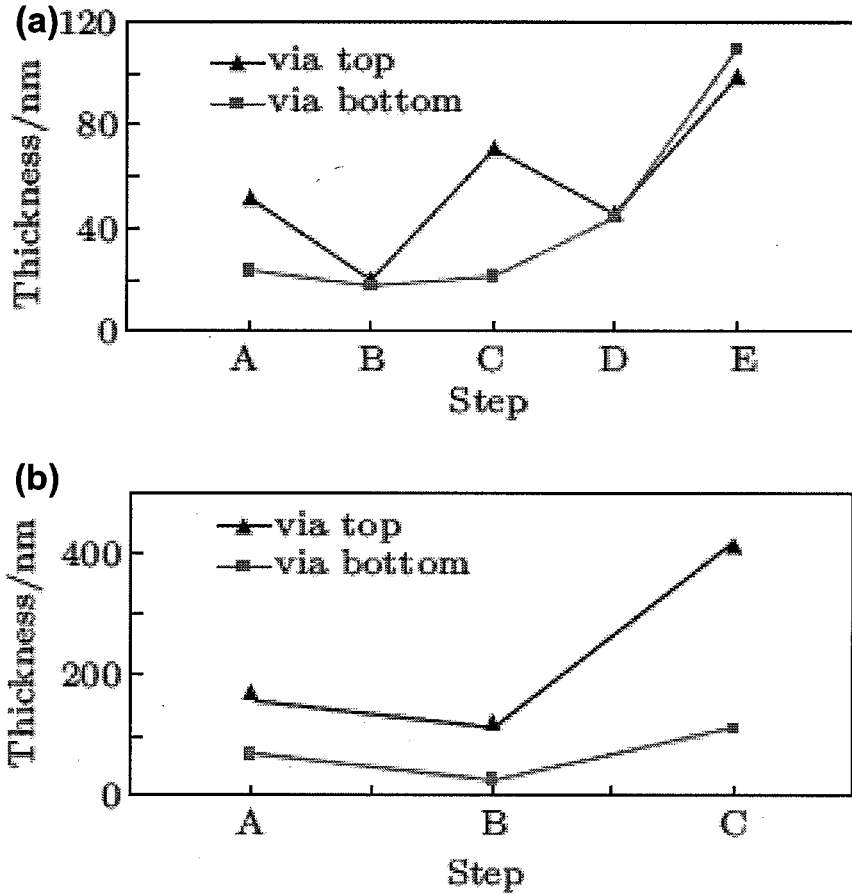 (a)
120
80
40
0
Thickness/nm
via top
via bottom
A B C D E
Step
(b)
400
200
0
Thickness/nm
via top
via bottom
A B C
Step